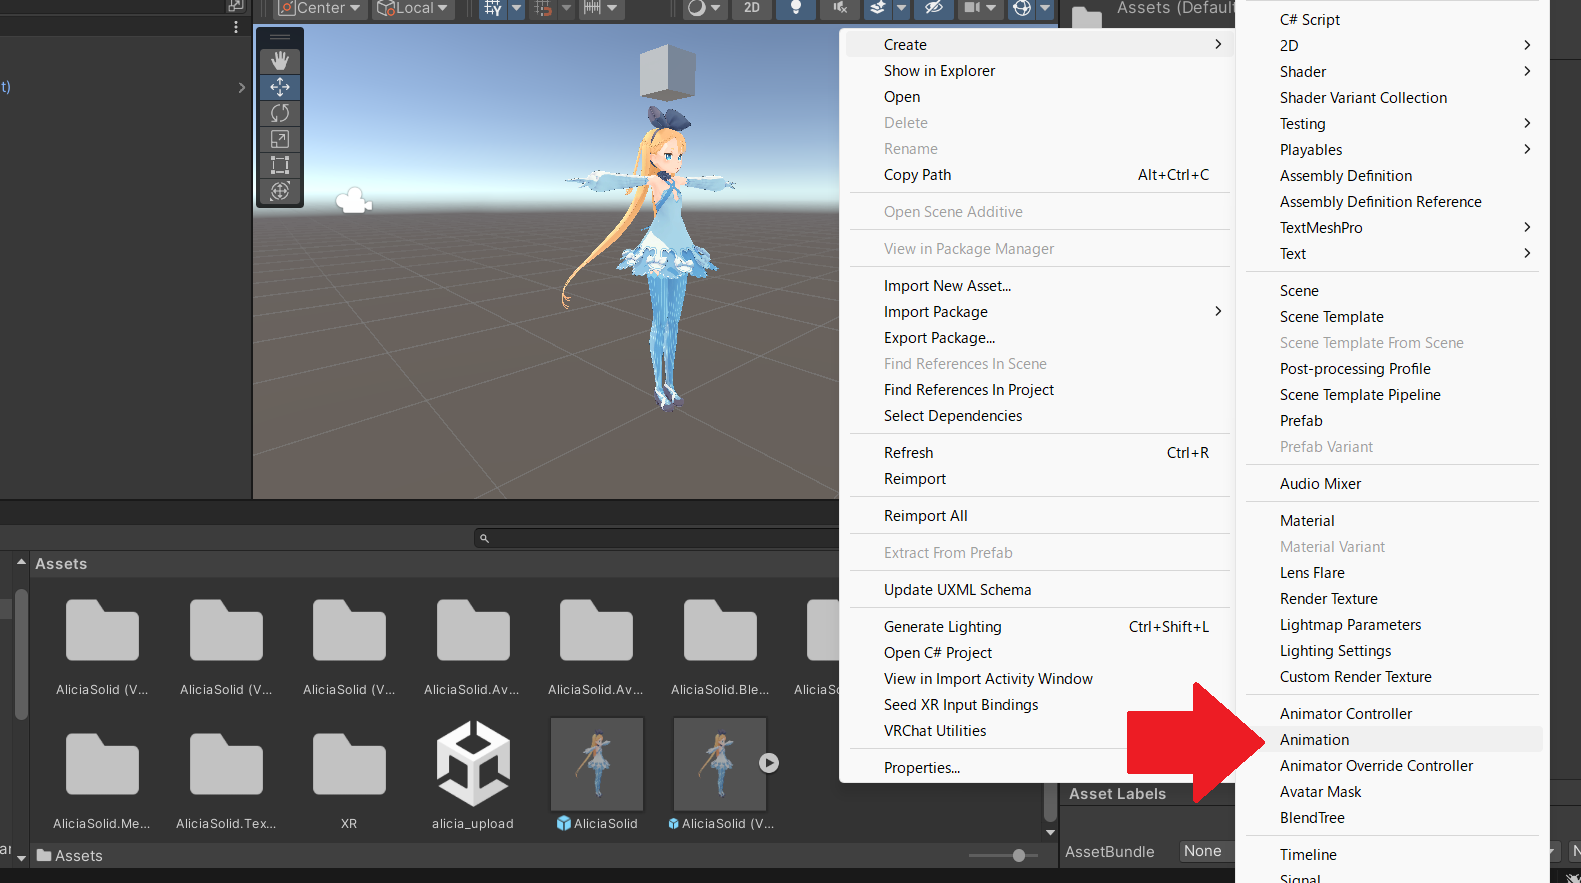 Center
Local
2D
Assets (Defaul
t)
Create
Show in Explorer
Open
Delete
Rename
Copy Path Alt+Ctrl+C
Open Scene Additive
View in Package Manager
Import New Asset...
Import Package
Export Package...
Find References In Scene
Find References In Project
Select Dependencies
Refresh Ctrl+R
Reimport
Reimport All
Extract From Prefab
Update UXML Schema
Generate Lighting Ctrl+Shift+L
Open C# Project
View in Import Activity Window
Seed XR Input Bindings
VRChat Utilities
Properties...
C# Script
2D
Shader
Shader Variant Collection
Testing
Playables
Assembly Definition
Assembly Definition Reference
TextMeshPro
Text
Scene
Scene Template
Scene Template From Scene
Post-processing Profile
Scene Template Pipeline
Prefab
Prefab Variant
Audio Mixer
Material
Material Variant
Lens Flare
Render Texture
Lightmap Parameters
Lighting Settings
Custom Render Texture
Animator Controller
Animation
Animator Override Controller
Avatar Mask
BlendTree
Timeline
Signal
Assets
AliciaSolid (V...
AliciaSolid (V...
AliciaSolid (V...
AliciaSolid.Av...
AliciaSolid.Av...
AliciaSolid.Ble...
AliciaSo
AliciaSolid.Me...
AliciaSolid.Tex...
XR
alicia_upload
AliciaSolid
AliciaSolid (V...
ar
Assets
Asset Labels
AssetBundle
None
N